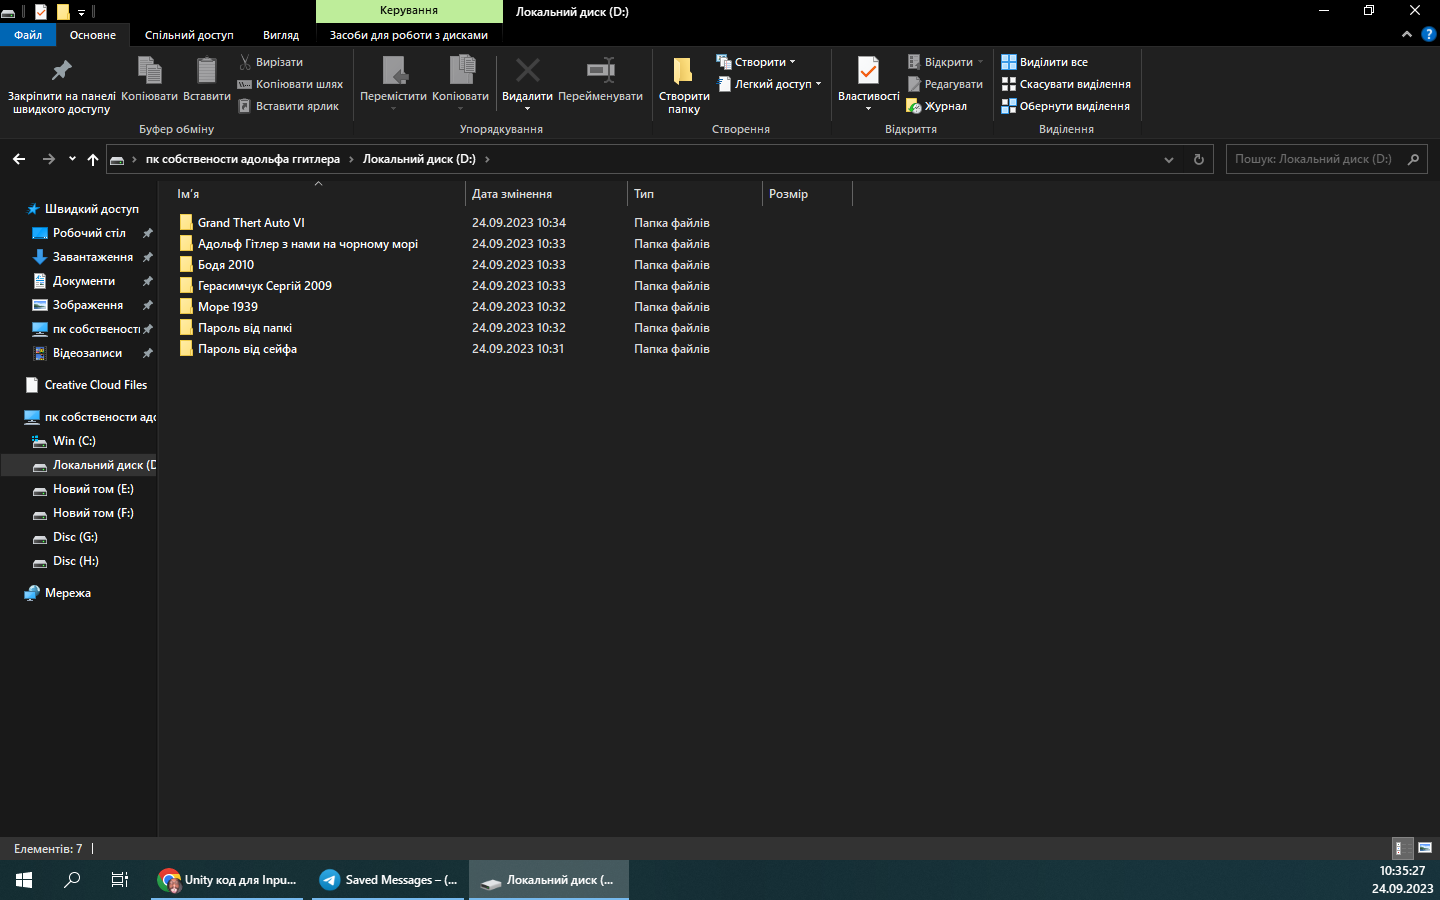 Керування
Локальний диск (D:)
Файл Основне Спільний доступ Вигляд Засоби для роботи з дисками
Закріпити на панелі швидкого доступу
Копіювати
Вставити
Вирізати
Копіювати шлях
Вставити ярлик
Буфер обміну
Перемістити
Копіювати
Видалити
Перейменувати
Упорядкування
Створити папку
Створити
Легкий доступ
Створення
Властивості
Відкрити
Редагувати
Журнал
Відкриття
Виділити все
Скасувати виділення
Обернути виділення
Виділення
пк собствености адольфа ггитлера › Локальний диск (D:) ›
Пошук: Локальний диск (D:)
Швидкий доступ
Робочий стіл
Завантаження
Документи
Зображення
пк собственості
Відеозаписи
Creative Cloud Files
пк собствености адо
Win (C:)
Локальний диск (D
Новий том (E:)
Новий том (F:)
Disc (G:)
Disc (H:)
Мережа
Ім’я Дата змінення Тип Розмір
Grand Thert Auto VI 24.09.2023 10:34 Папка файлів
Адольф Гітлер з нами на чорному морі 24.09.2023 10:33 Папка файлів
Бодя 2010 24.09.2023 10:33 Папка файлів
Герасимчук Сергій 2009 24.09.2023 10:33 Папка файлів
Море 1939 24.09.2023 10:32 Папка файлів
Пароль від папкі 24.09.2023 10:32 Папка файлів
Пароль від сейфа 24.09.2023 10:31 Папка файлів
Елементів: 7
Unity код для Inpu...
Saved Messages – (...
Локальний диск (...
10:35:27
24.09.2023